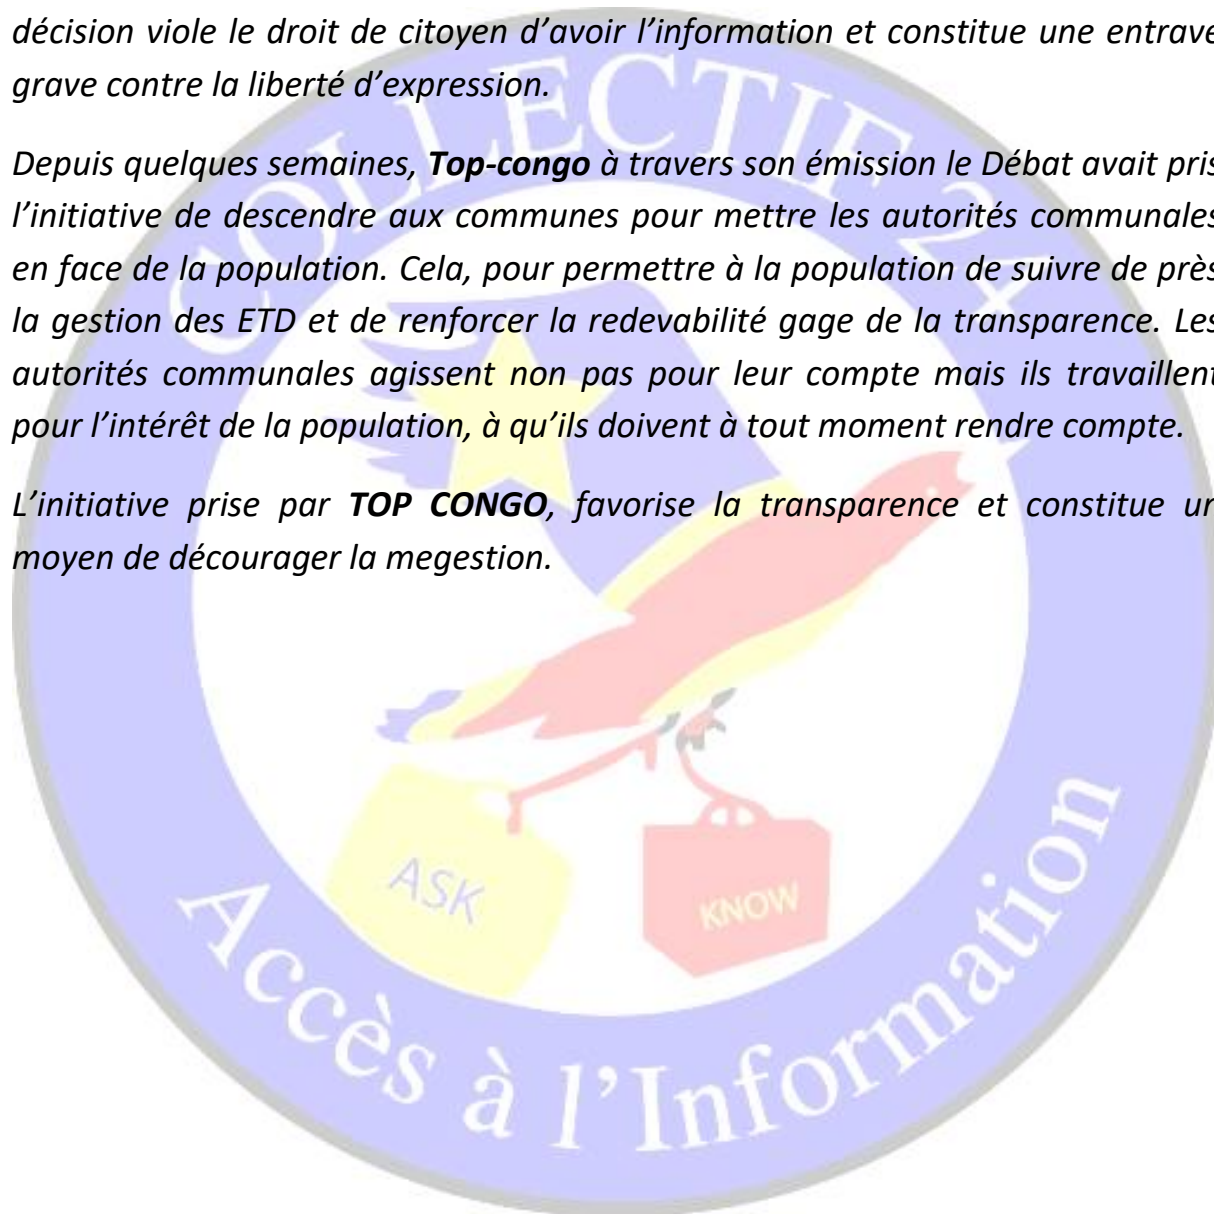 décision viole le droit de citoyen d'avoir l'information et constitue une entrave
grave contre la liberté d'expression.
Depuis quelques semaines, Top-congo à travers son émission le Débat avait pris
l'initiative de descendre aux communes pour mettre les autorités communales
en face de la population. Cela, pour permettre à la population de suivre de près
la gestion des ETD et de renforcer la redevabilité gage de la transparence. Les
autorités communales agissent non pas pour leur compte mais ils travaillent
pour l'intérêt de la population, à qu'ils doivent à tout moment rendre compte.
L'initiative prise par TOP CONGO, favorise la transparence et constitue un
moyen de décourager la megestion.
COLLECTIF 24
ASK
KNOW
Accès à l'Information